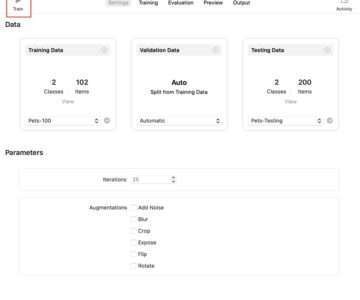 Settings Training Evaluation Preview Output
Train
Activity
Data
Training Data
Validation Data
Testing Data
2 102
Classes Items
View
Auto
Split from Training Data
2 200
Classes Items
View
Pets-100
Automatic
Pets-Testing
Parameters
Iterations 25
Augmentations Add Noise
Blur
Crop
Expose
Flip
Rotate